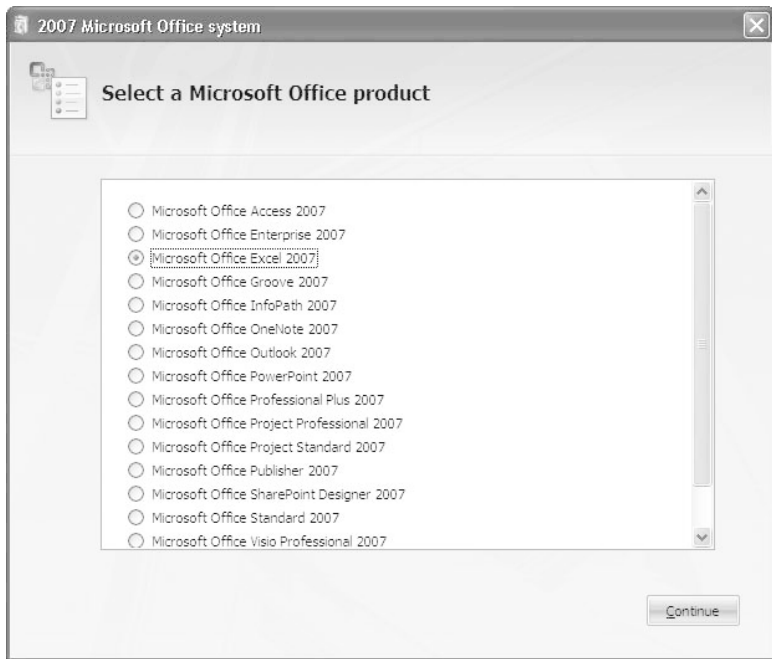 2007 Microsoft Office system
Select a Microsoft Office product
Microsoft Office Access 2007
Microsoft Office Enterprise 2007
Microsoft Office Excel 2007
Microsoft Office Groove 2007
Microsoft Office InfoPath 2007
Microsoft Office OneNote 2007
Microsoft Office Outlook 2007
Microsoft Office PowerPoint 2007
Microsoft Office Professional Plus 2007
Microsoft Office Project Professional 2007
Microsoft Office Project Standard 2007
Microsoft Office Publisher 2007
Microsoft Office SharePoint Designer 2007
Microsoft Office Standard 2007
Microsoft Office Visio Professional 2007
Continue